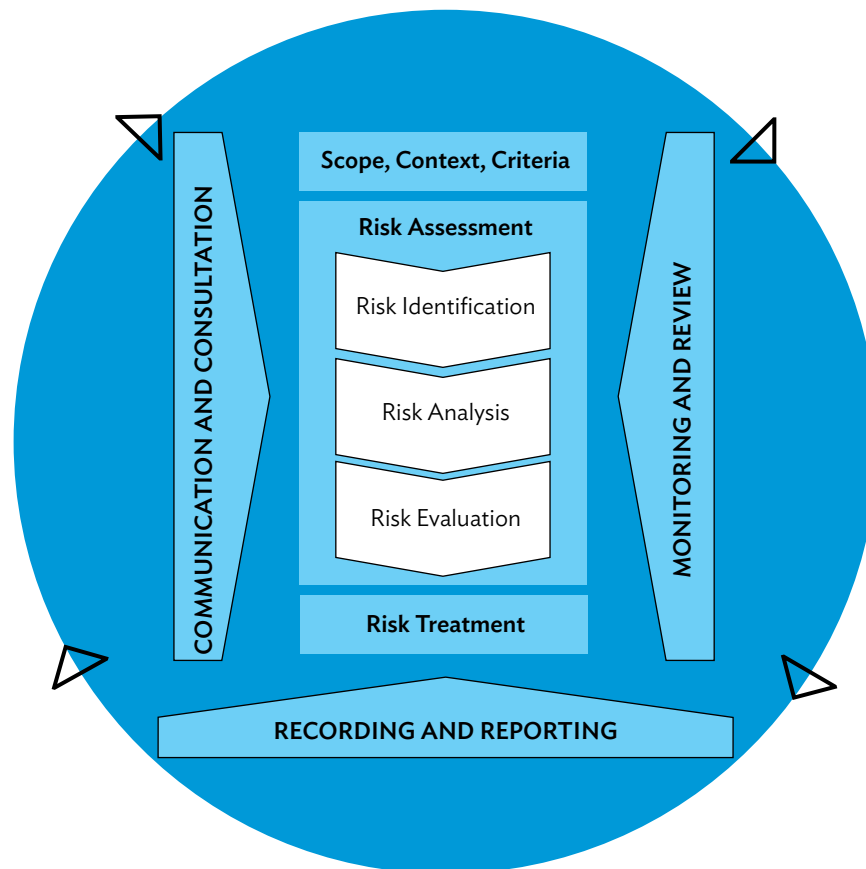 Scope, Context, Criteria
Risk Assessment
Risk Identification
Risk Analysis
Risk Evaluation
Risk Treatment
COMMUNICATION AND CONSULTATION
MONITORING AND REVIEW
RECORDING AND REPORTING